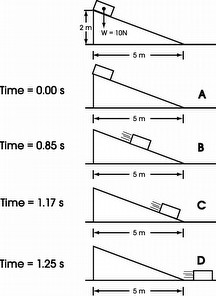 2 m
W = 10N
5 m
Time = 0.00 s
A
5 m
Time = 0.85 s
B
5 m
Time = 1.17 s
C
5 m
Time = 1.25 s
D
5 m